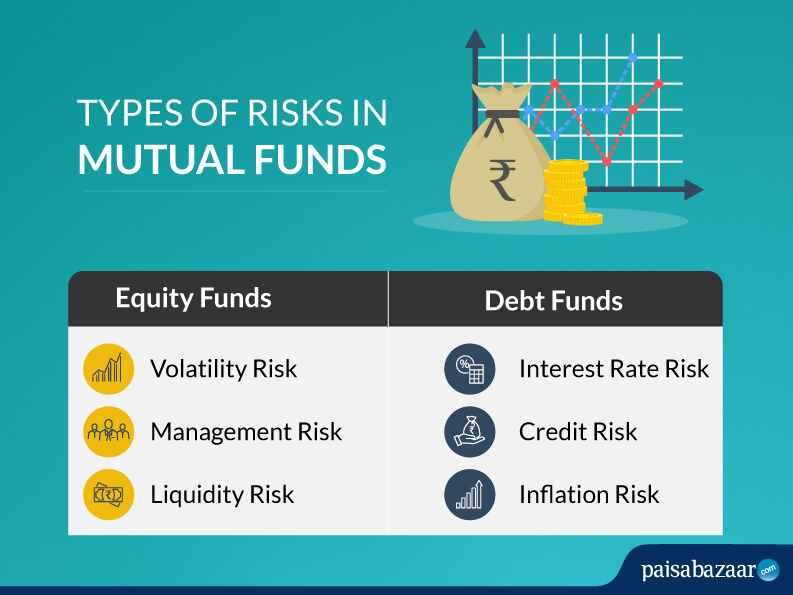 TYPES OF RISKS IN
MUTUAL FUNDS
₹
Equity Funds
Debt Funds
Volatility Risk
Interest Rate Risk
%
Management Risk
Credit Risk
₹
Liquidity Risk
₹
Inflation Risk
paisabazaar.com